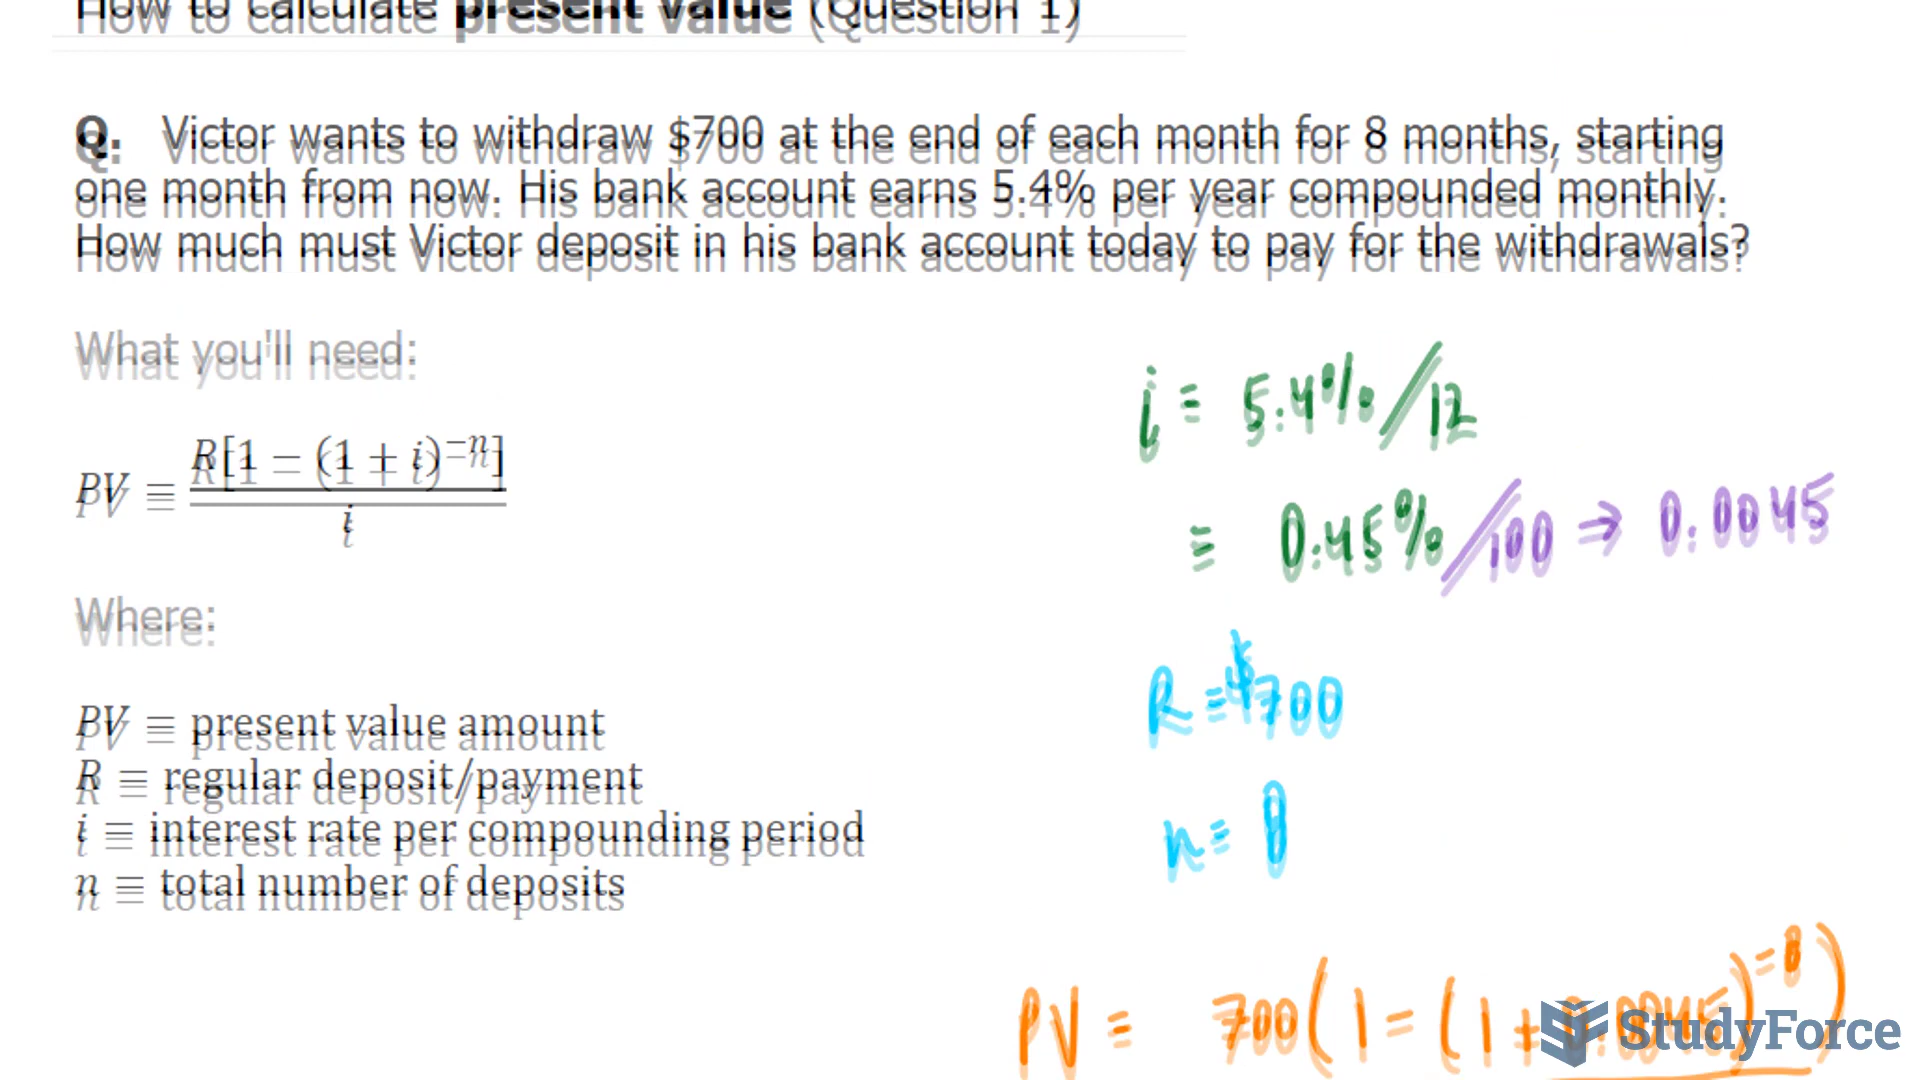 How to calculate present value (Question 1)
Q. Victor wants to withdraw $700 at the end of each month for 8 months, starting
one month from now. His bank account earns 5.4% per year compounded monthly.
How much must Victor deposit in his bank account today to pay for the withdrawals?
What you'll need:
PV = R[1 − (1 + i)^−n] / i
Where:
PV = present value amount
R = regular deposit/payment
i = interest rate per compounding period
n = total number of deposits
i = 5.4%/12
= 0.45%/100 ⇒ 0.0045
R = $700
n = 8
PV = 700(1 − (1 + 0.0045)^−8)
StudyForce